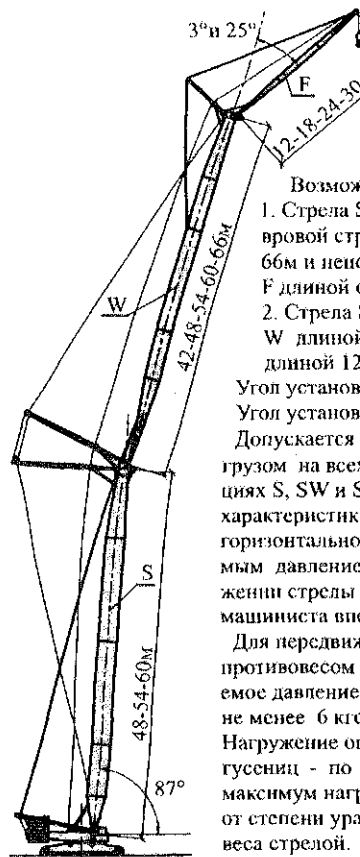 3° и 25°
F
12-18-24-30
Возмож
1. Стрела S
вровой стр
66м и непо
F длиной о
2. Стрела S
W длиной
длиной 12
W
42-48-54-60-66м
Угол установ
Угол установ
Допускается
грузом на всех
циях S, SW и S
характеристик
горизонтально
мым давление
жении стрелы
машиниста впе
S
48-54-60м
Для передвиж
противовесом
емое давление
не менее 6 кгс
87°
Нагружение оп
гусениц - по
максимум нагр
от степени ура
веса стрелой.